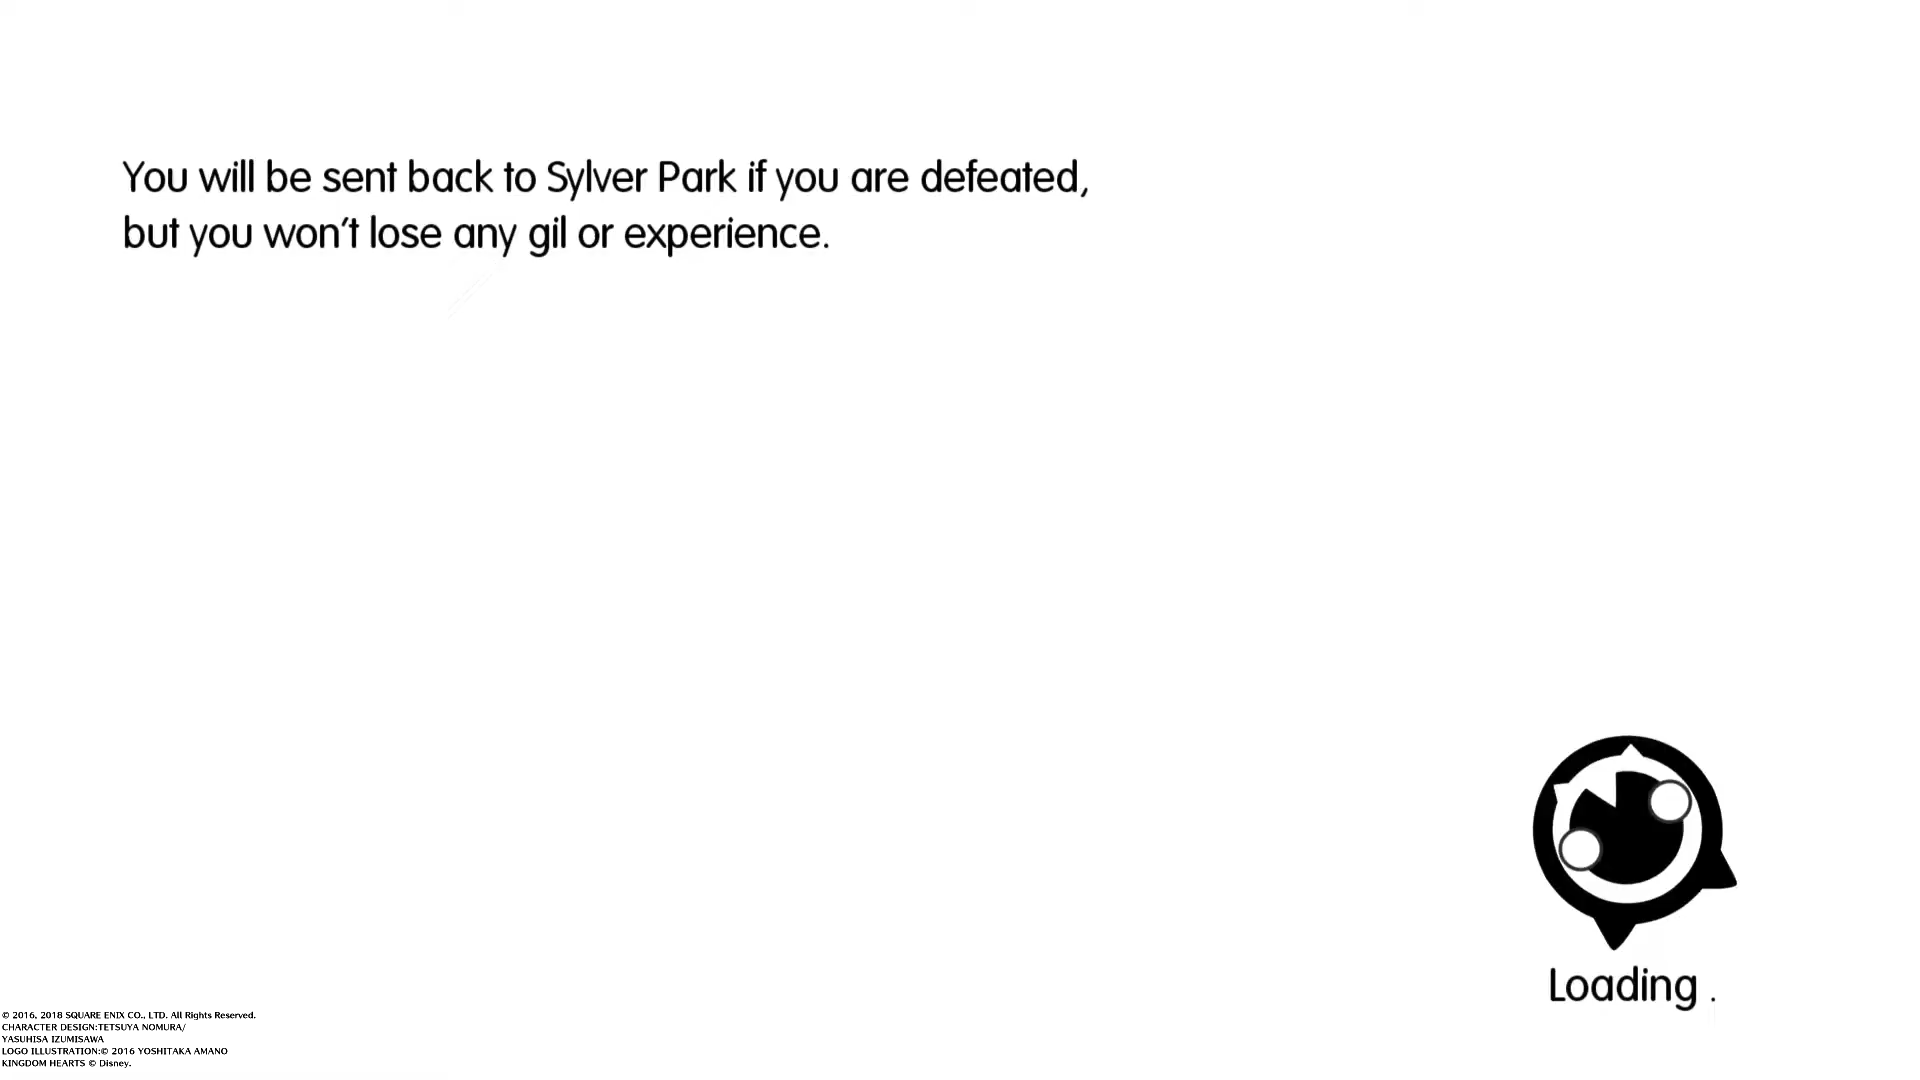 You will be sent back to Sylver Park if you are defeated,
but you won't lose any gil or experience.
Loading .
© 2016, 2018 SQUARE ENIX CO., LTD. All Rights Reserved.
CHARACTER DESIGN:TETSUYA NOMURA/
YASUHISA IZUMISAWA
LOGO ILLUSTRATION:© 2016 YOSHITAKA AMANO
KINGDOM HEARTS © Disney.